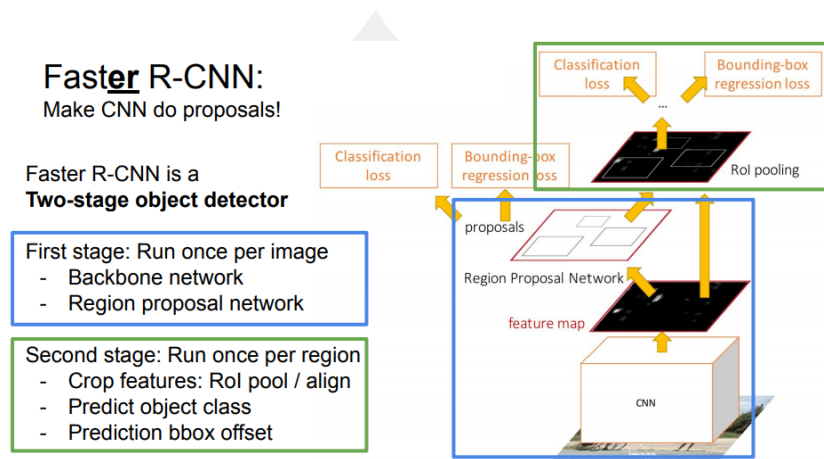 Faster R-CNN:
Make CNN do proposals!
Faster R-CNN is a
Two-stage object detector
First stage: Run once per image
- Backbone network
- Region proposal network
Second stage: Run once per region
- Crop features: RoI pool / align
- Predict object class
- Prediction bbox offset
Classification
loss
Bounding-box
regression loss
...
RoI pooling
Classification
loss
Bounding-box
regression loss
proposals
Region Proposal Network
feature map
CNN